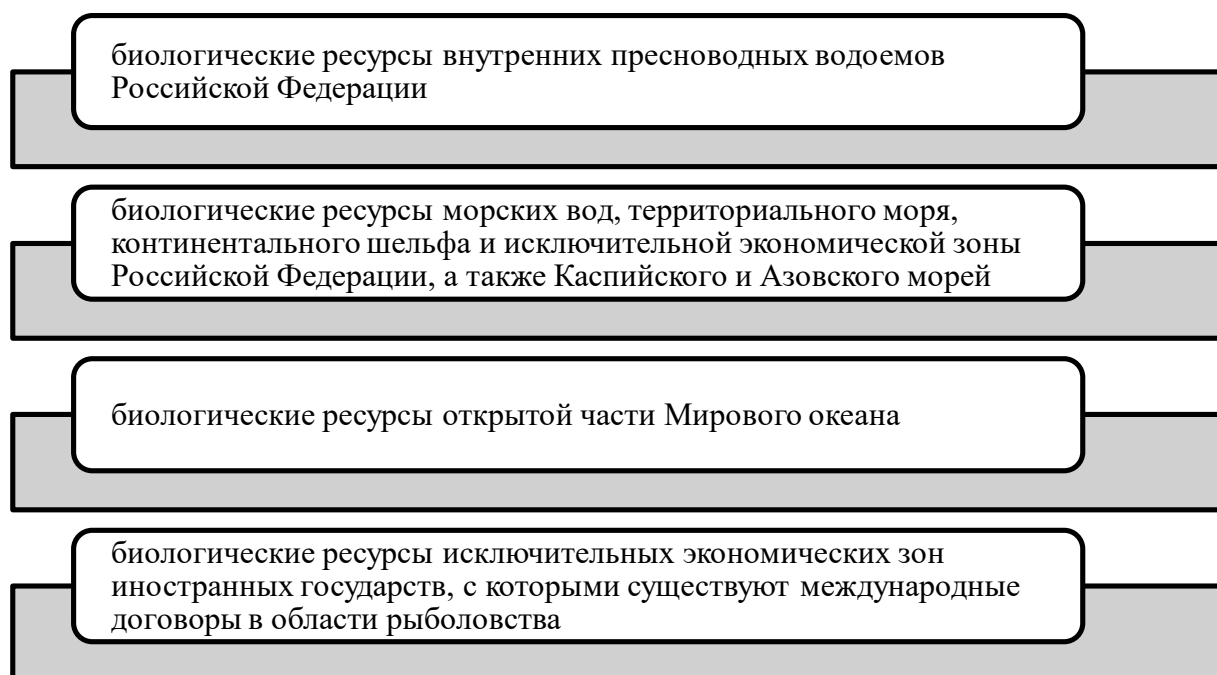 биологические ресурсы внутренних пресноводных водоемов
Российской Федерации
биологические ресурсы морских вод, территориального моря,
континентального шельфа и исключительной экономической зоны
Российской Федерации, а также Каспийского и Азовского морей
биологические ресурсы открытой части Мирового океана
биологические ресурсы исключительных экономических зон
иностранных государств, с которыми существуют международные
договоры в области рыболовства